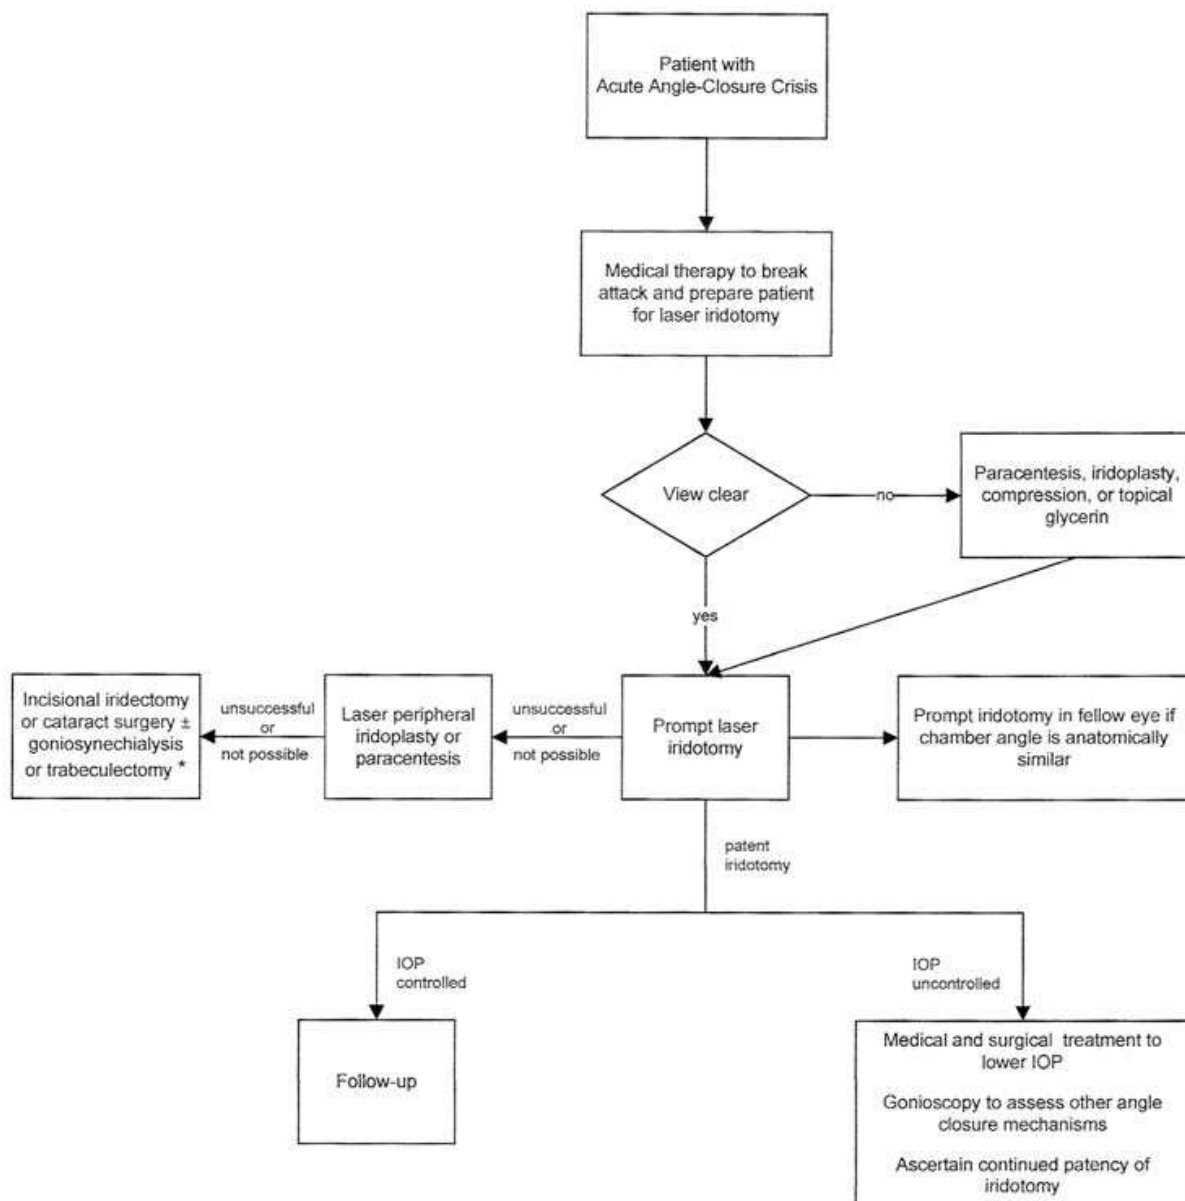 Patient with
Acute Angle-Closure Crisis
Medical therapy to break
attack and prepare patient
for laser iridotomy
View clear
no
Paracentesis, iridoplasty,
compression, or topical
glycerin
yes
Incisional iridectomy
or cataract surgery ±
goniosynechialysis
or trabeculectomy *
unsuccessful
or
not possible
Laser peripheral
iridoplasty or
paracentesis
unsuccessful
or
not possible
Prompt laser
iridotomy
Prompt iridotomy in fellow eye if
chamber angle is anatomically
similar
patent
iridotomy
IOP
controlled
IOP
uncontrolled
Follow-up
Medical and surgical treatment to
lower IOP
Gonioscopy to assess other angle
closure mechanisms
Ascertain continued patency of
iridotomy